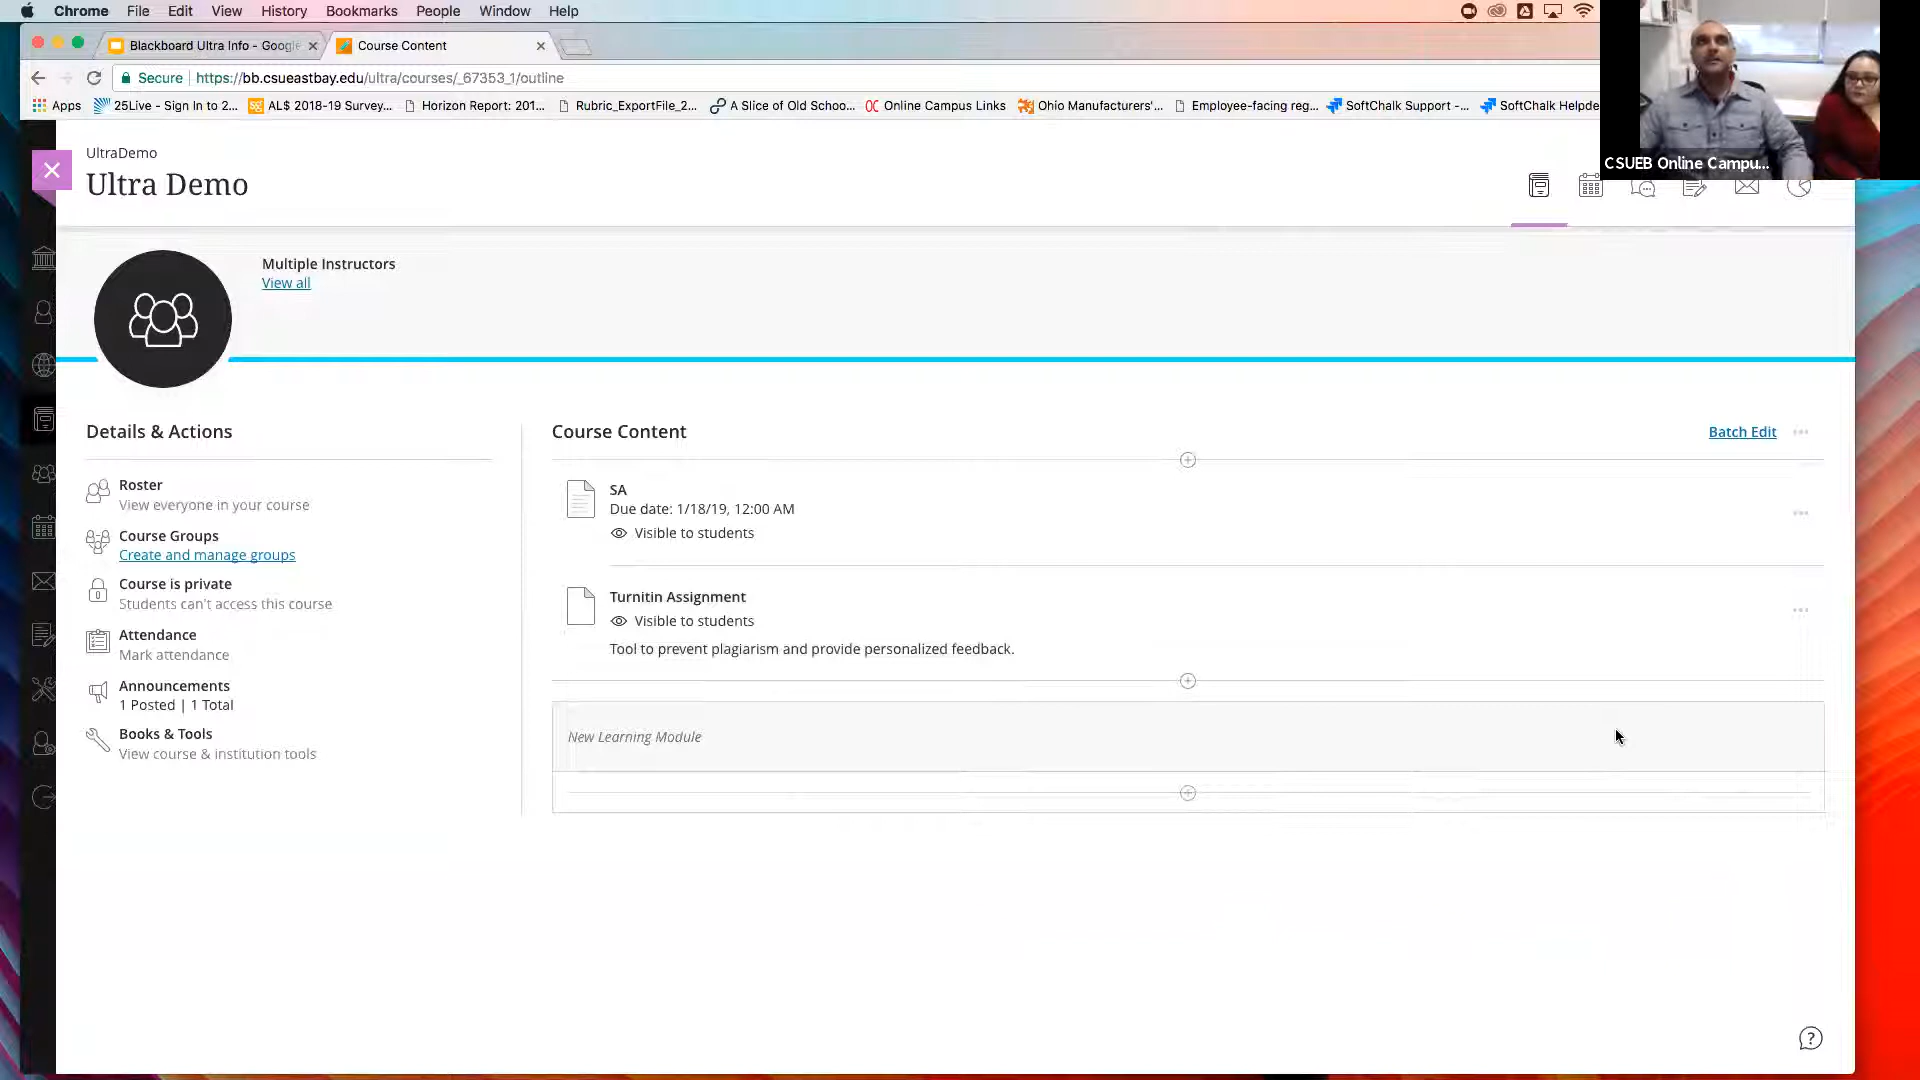 Chrome File Edit View History Bookmarks People Window Help
Blackboard Ultra Info - Google
Course Content
Secure https://bb.csueastbay.edu/ultra/courses/_67353_1/outline
Apps 25Live - Sign In to 2... AL$ 2018-19 Survey... Horizon Report: 201... Rubric_ExportFile_2... A Slice of Old Schoo... Online Campus Links Ohio Manufacturers'... Employee-facing reg... SoftChalk Support -... SoftChalk Helpde
CSUEB Online Campu...
UltraDemo
Ultra Demo
Multiple Instructors
View all
Details & Actions
Roster
View everyone in your course
Course Groups
Create and manage groups
Course is private
Students can't access this course
Attendance
Mark attendance
Announcements
1 Posted | 1 Total
Books & Tools
View course & institution tools
Course Content
Batch Edit
SA
Due date: 1/18/19, 12:00 AM
Visible to students
Turnitin Assignment
Visible to students
Tool to prevent plagiarism and provide personalized feedback.
New Learning Module